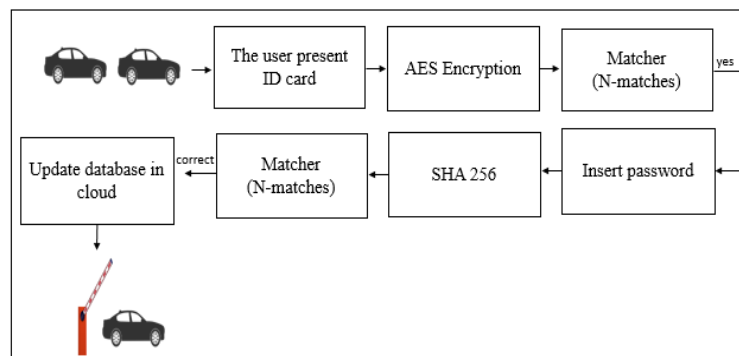 The user present
ID card
AES Encryption
Matcher
(N-matches)
yes
Update database in
cloud
correct
Matcher
(N-matches)
SHA 256
Insert password